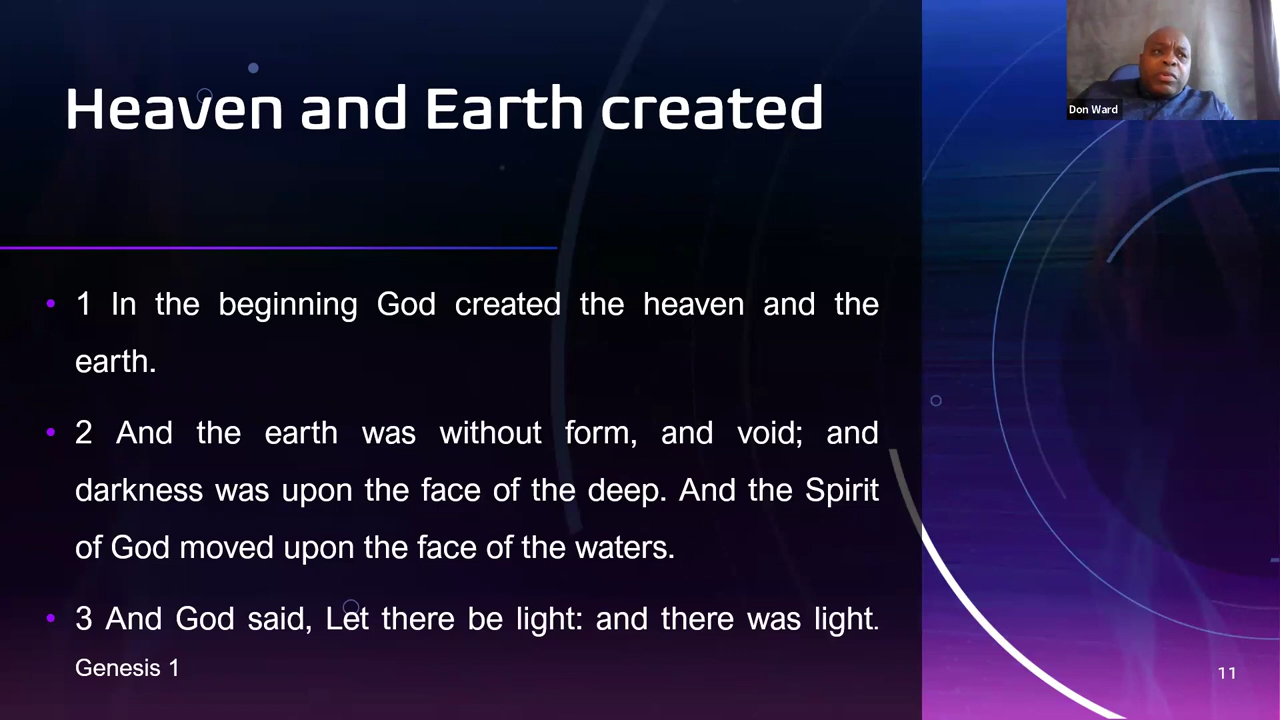 Heaven and Earth created
Don Ward
1 In the beginning God created the heaven and the
earth.
2 And the earth was without form, and void; and
darkness was upon the face of the deep. And the Spirit
of God moved upon the face of the waters.
3 And God said, Let there be light: and there was light.
Genesis 1
11